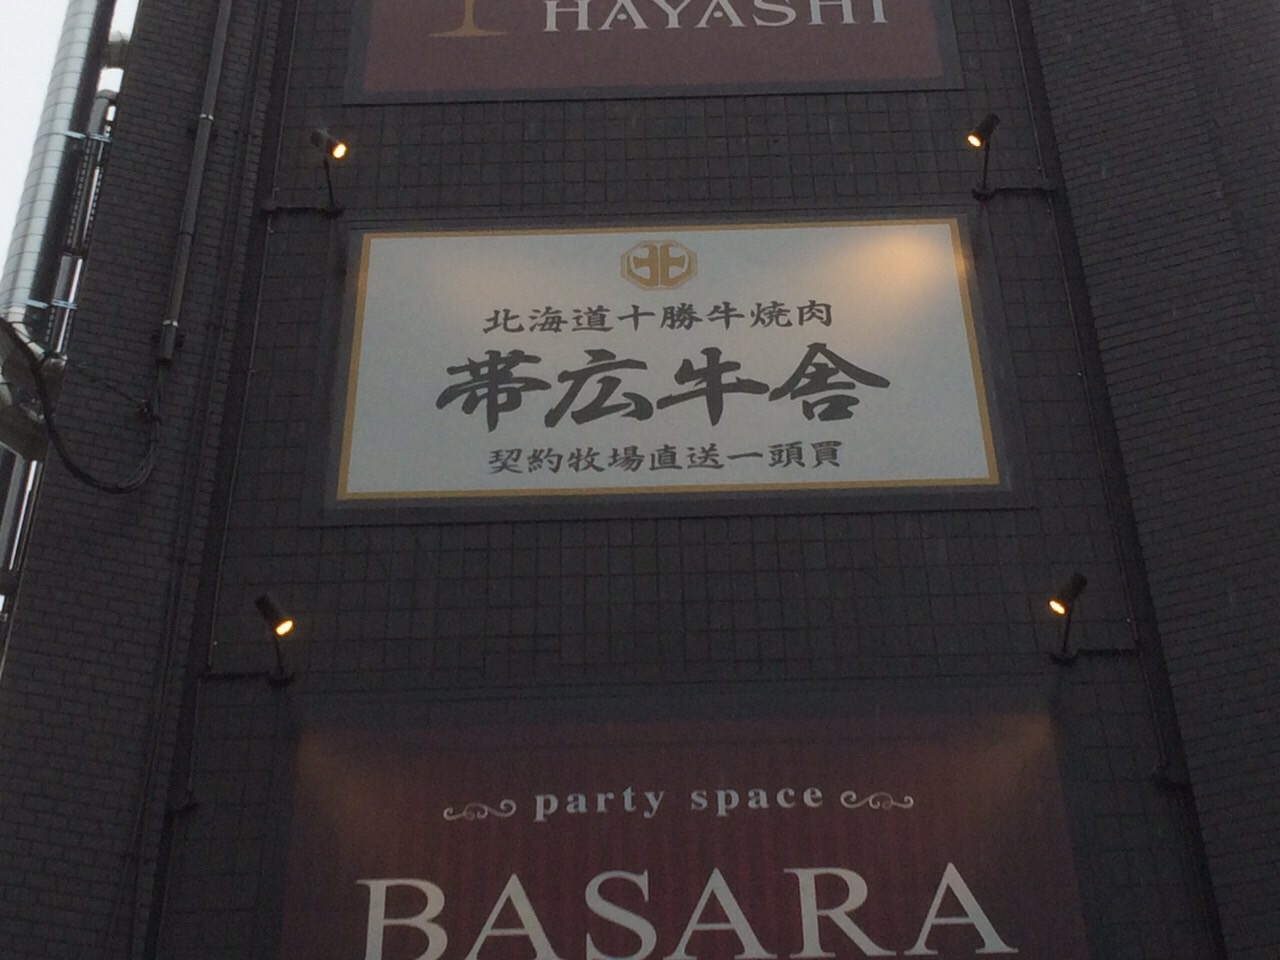 HAYASHI
北海道十勝牛焼肉
帯広牛舎
契約牧場直送一頭買
party space
BASARA